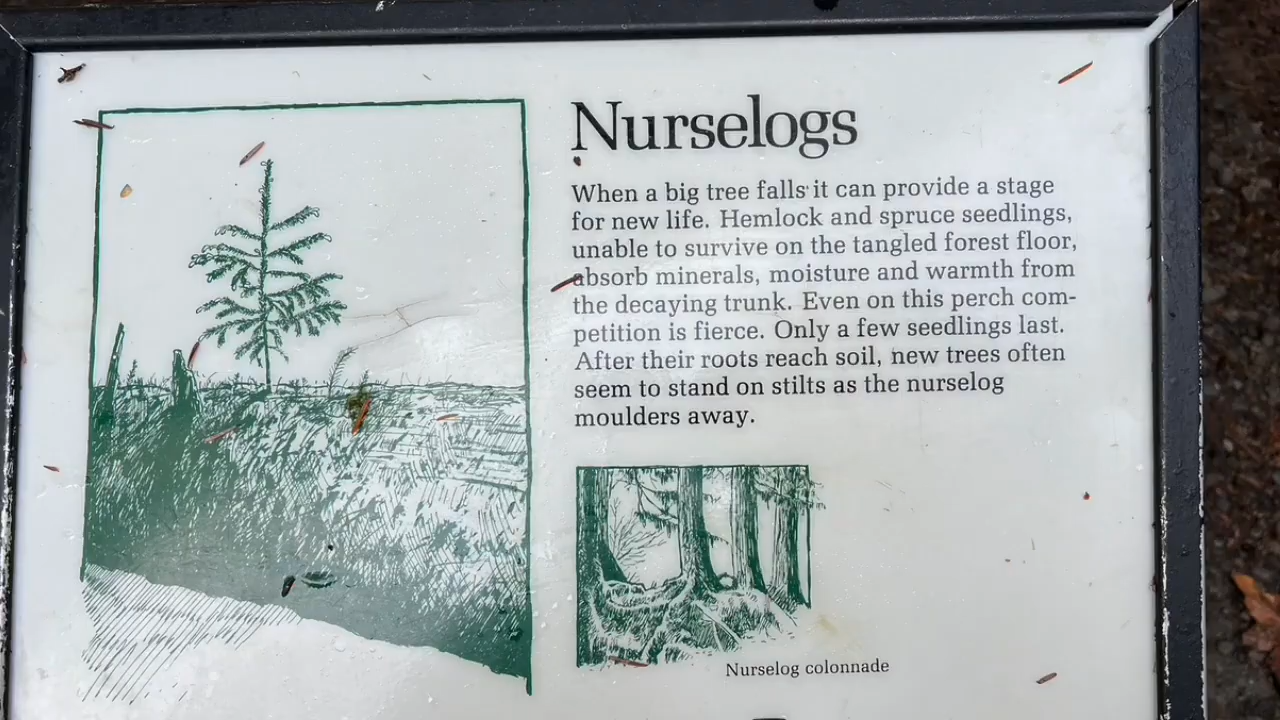 Nurselogs
When a big tree falls it can provide a stage
for new life. Hemlock and spruce seedlings,
unable to survive on the tangled forest floor,
absorb minerals, moisture and warmth from
the decaying trunk. Even on this perch com-
petition is fierce. Only a few seedlings last.
After their roots reach soil, new trees often
seem to stand on stilts as the nurselog
moulders away.
Nurselog colonnade